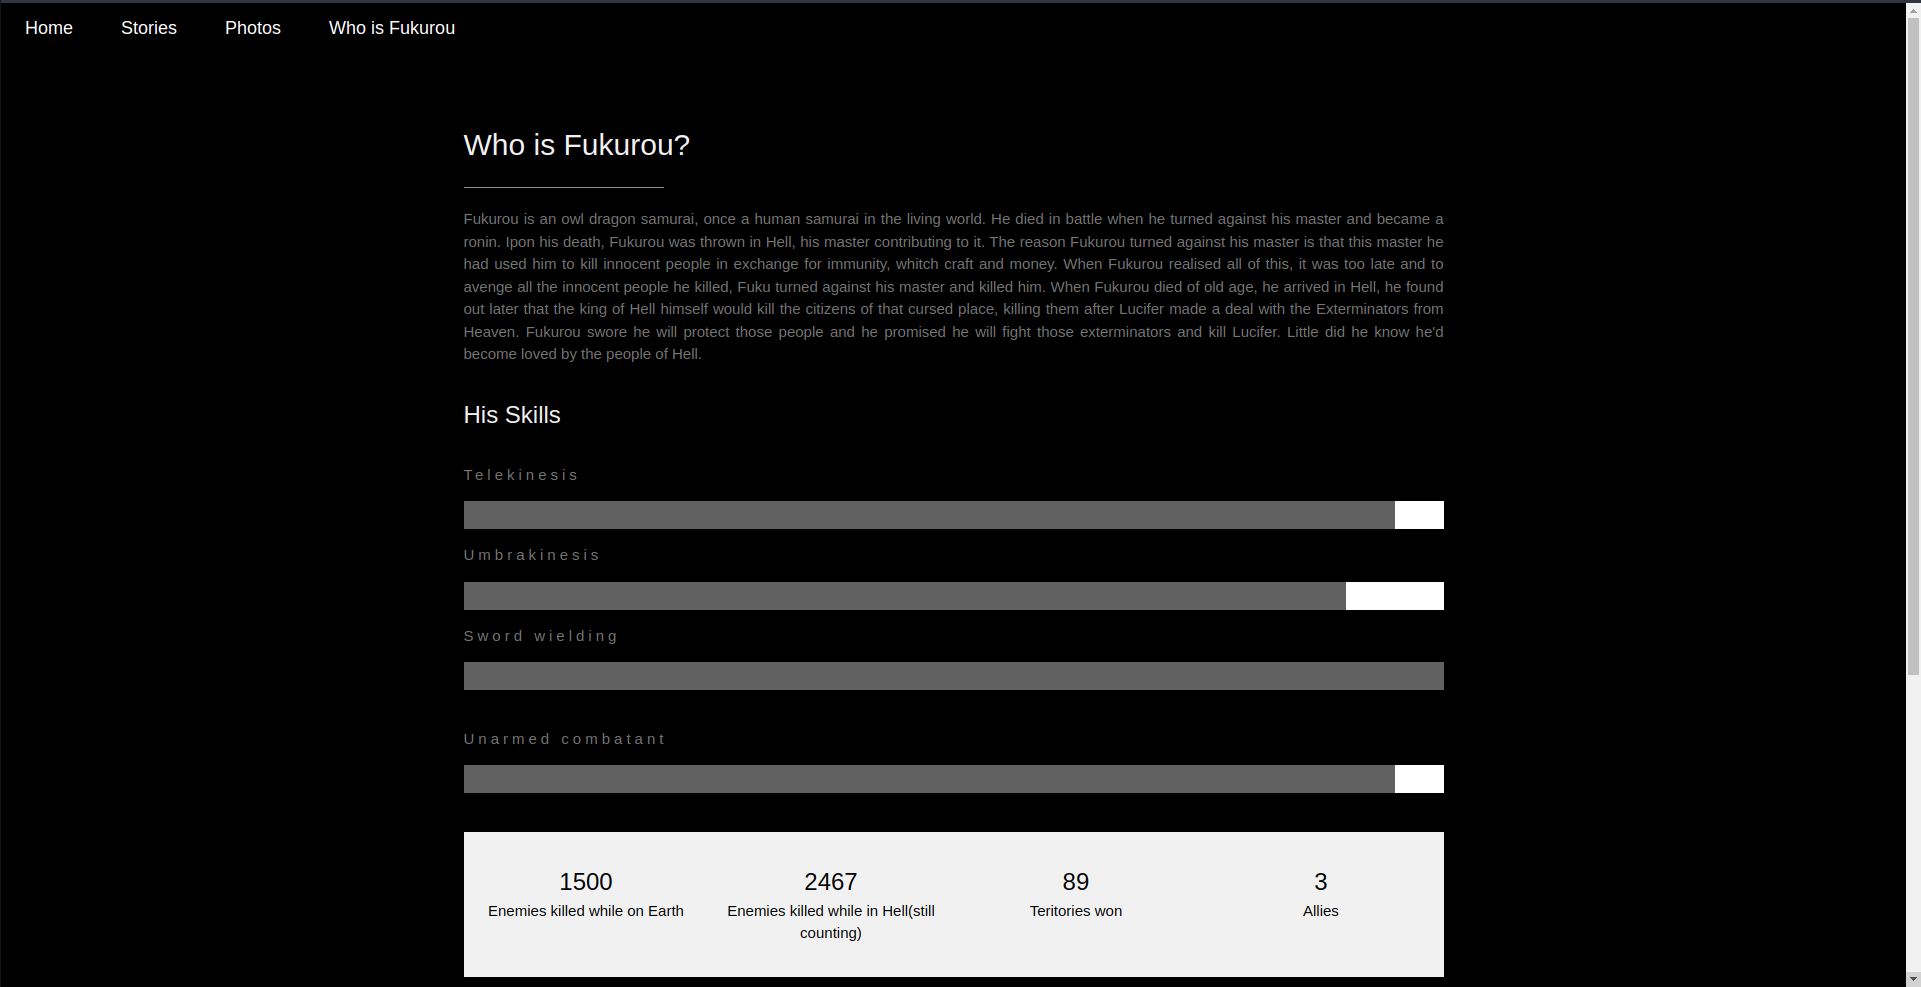 Home Stories Photos Who is Fukurou
Who is Fukurou?
Fukurou is an owl dragon samurai, once a human samurai in the living world. He died in battle when he turned against his master and became a
ronin. Ipon his death, Fukurou was thrown in Hell, his master contributing to it. The reason Fukurou turned against his master is that this master he
had used him to kill innocent people in exchange for immunity, whitch craft and money. When Fukurou realised all of this, it was too late and to
avenge all the innocent people he killed, Fuku turned against his master and killed him. When Fukurou died of old age, he arrived in Hell, he found
out later that the king of Hell himself would kill the citizens of that cursed place, killing them after Lucifer made a deal with the Exterminators from
Heaven. Fukurou swore he will protect those people and he promised he will fight those exterminators and kill Lucifer. Little did he know he'd
become loved by the people of Hell.
His Skills
Telekinesis
Umbrakinesis
Sword wielding
Unarmed combatant
1500
Enemies killed while on Earth
2467
Enemies killed while in Hell(still
counting)
89
Teritories won
3
Allies